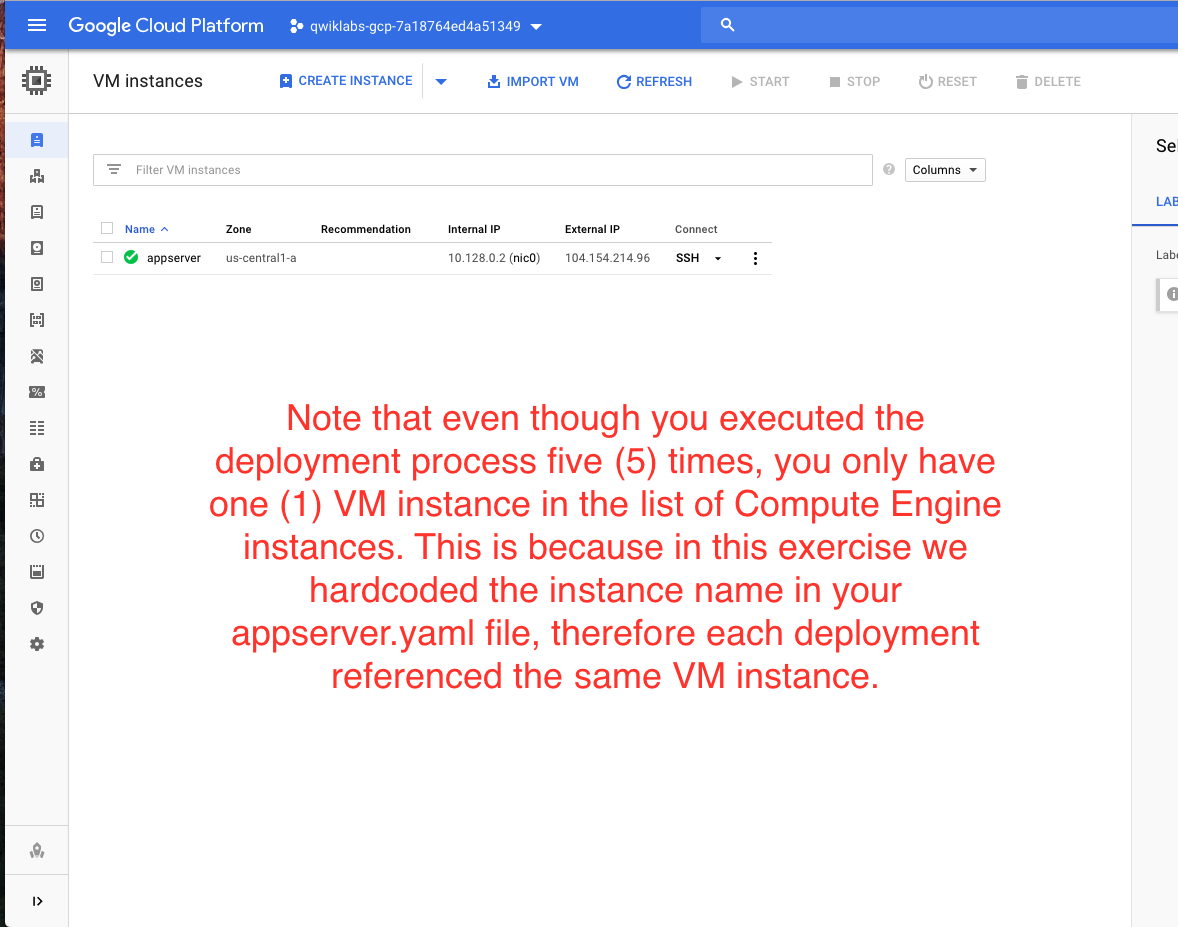 Google Cloud Platform qwiklabs-gcp-7a18764ed4a51349
VM instances CREATE INSTANCE IMPORT VM REFRESH START STOP RESET DELETE
Sel
Filter VM instances Columns
LAB
Name Zone Recommendation Internal IP External IP Connect
appserver us-central1-a 10.128.0.2 (nic0) 104.154.214.96 SSH
Labe
Note that even though you executed the
deployment process five (5) times, you only have
one (1) VM instance in the list of Compute Engine
instances. This is because in this exercise we
hardcoded the instance name in your
appserver.yaml file, therefore each deployment
referenced the same VM instance.